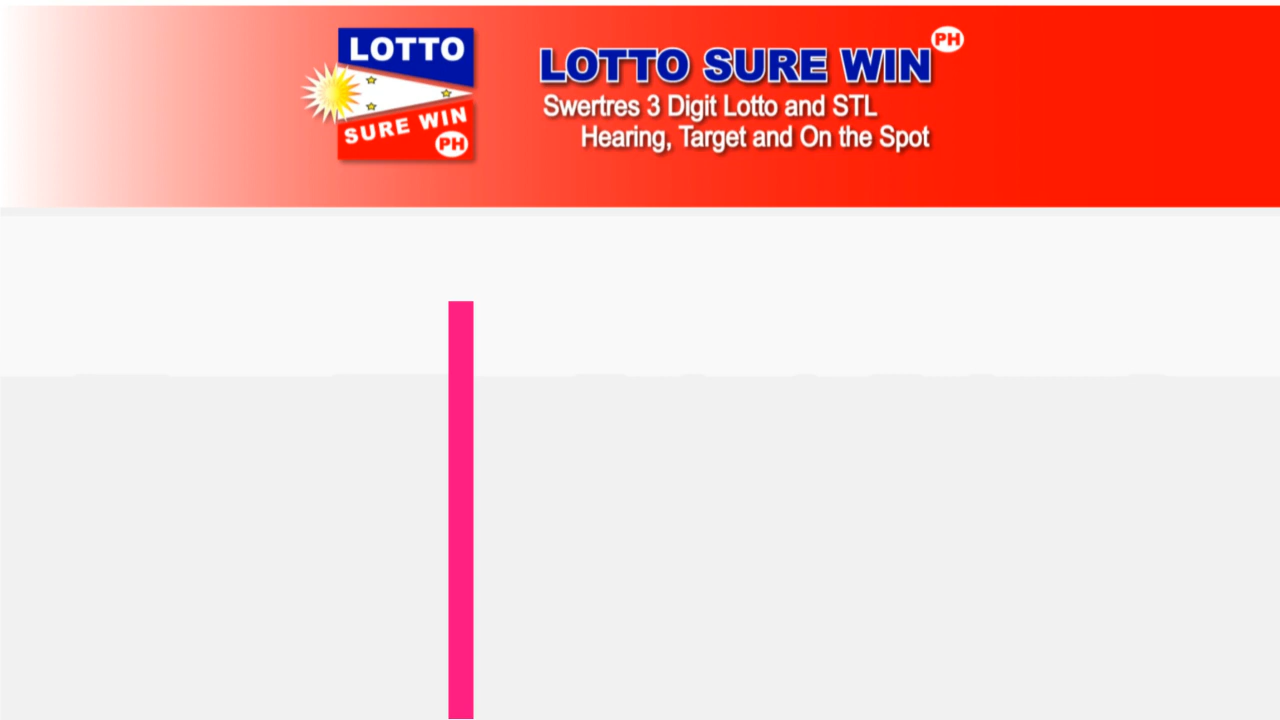 LOTTO
SURE WIN
PH
LOTTO SURE WIN PH
Swertres 3 Digit Lotto and STL
Hearing, Target and On the Spot